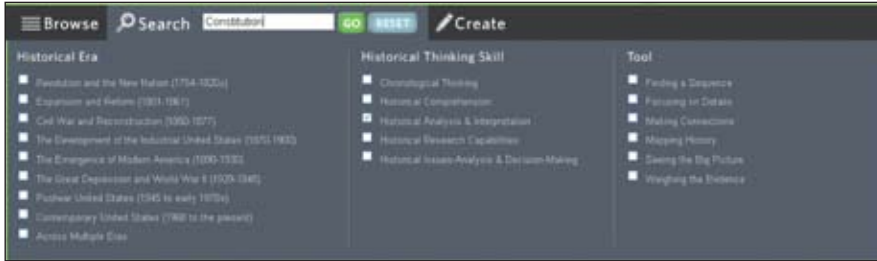 Browse Search Constitution GO RESET Create
Historical Era
Revolution and the New Nation (1754-1820s)
Expansion and Reform (1801-1861)
Civil War and Reconstruction (1850-1877)
The Development of the Industrial United States (1870-1900)
The Emergence of Modern America (1890-1930)
The Great Depression and World War II (1929-1945)
Postwar United States (1945 to early 1970s)
Contemporary United States (1968 to the present)
Across Multiple Eras
Historical Thinking Skill
Chronological Thinking
Historical Comprehension
Historical Analysis & Interpretation
Historical Research Capabilities
Historical Issues-Analysis & Decision-Making
Tool
Finding a Sequence
Focusing on Details
Making Connections
Mapping History
Seeing the Big Picture
Weighing the Evidence